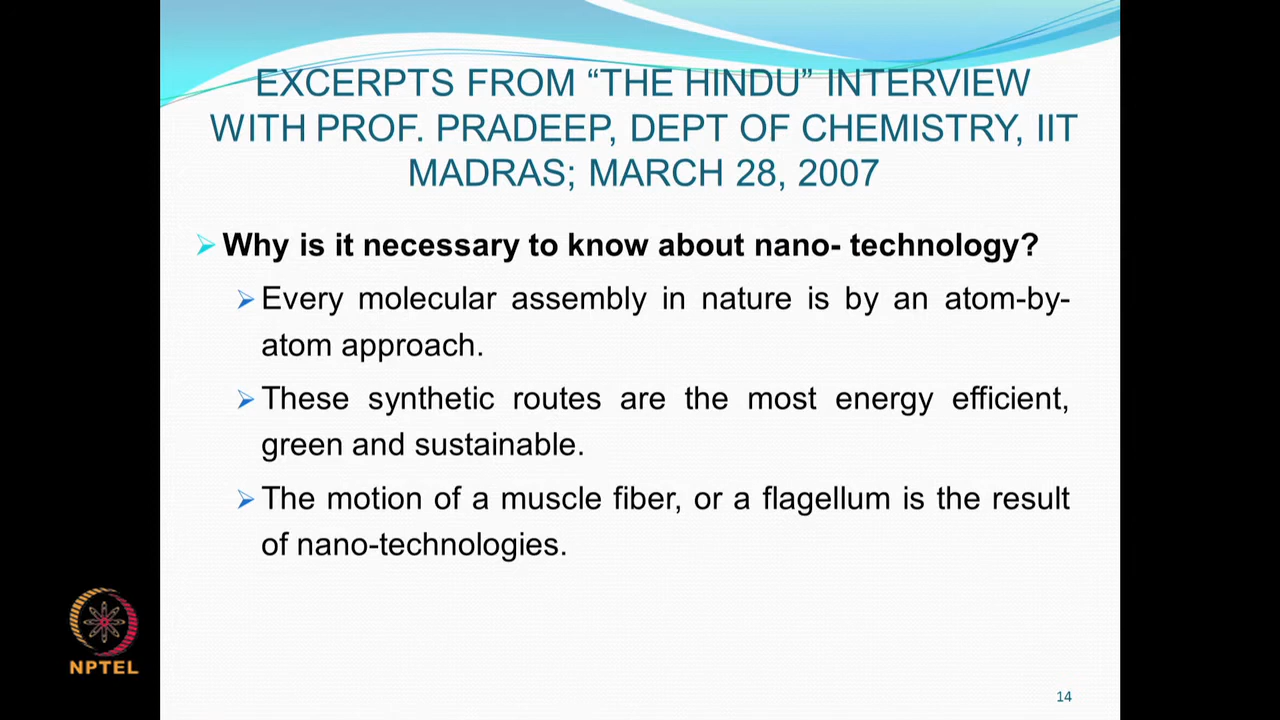 EXCERPTS FROM “THE HINDU” INTERVIEW
WITH PROF. PRADEEP, DEPT OF CHEMISTRY, IIT
MADRAS; MARCH 28, 2007
Why is it necessary to know about nano- technology?
Every molecular assembly in nature is by an atom-by-
atom approach.
These synthetic routes are the most energy efficient,
green and sustainable.
The motion of a muscle fiber, or a flagellum is the result
of nano-technologies.
NPTEL
14